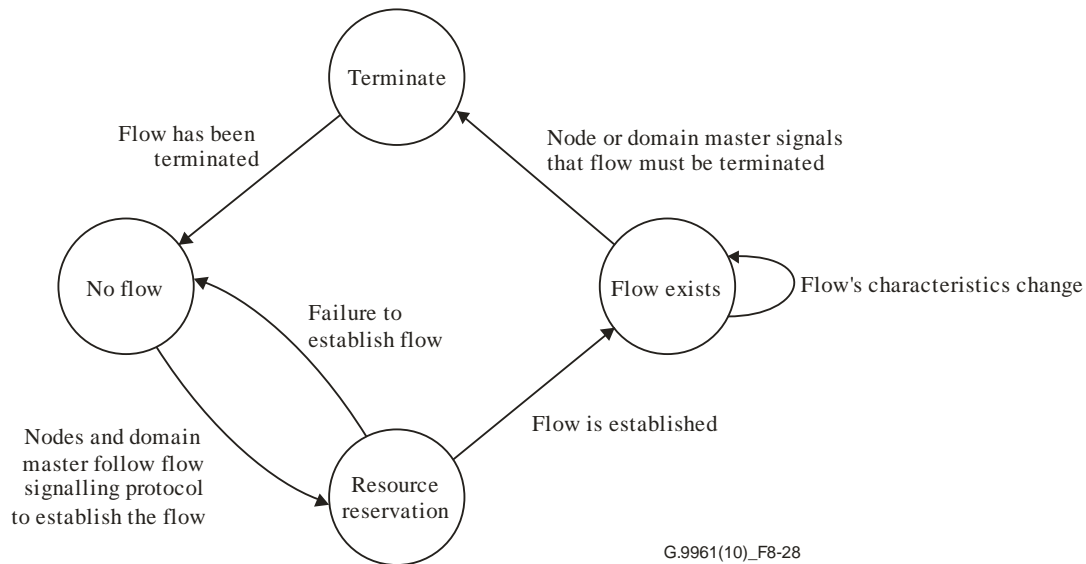 Terminate
Flow has been
terminated
Node or domain master signals
that flow must be terminated
No flow
Flow exists
Flow's characteristics change
Failure to
establish flow
Flow is established
Nodes and domain
master follow flow
signalling protocol
to establish the flow
Resource
reservation
G.9961(10)_F8-28